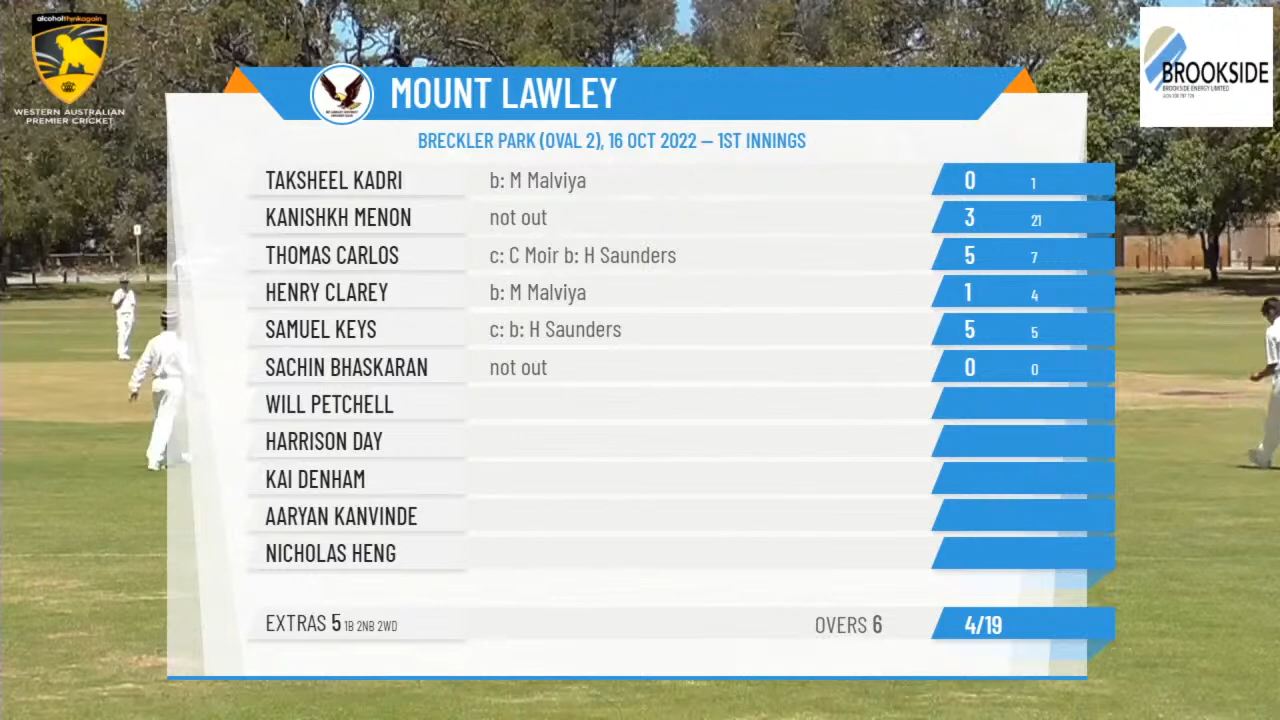 alcoholthinkagain
WESTERN AUSTRALIAN
PREMIER CRICKET
BROOKSIDE
BROOKSIDE ENERGY LIMITED
MOUNT LAWLEY
BRECKLER PARK (OVAL 2), 16 OCT 2022 – 1ST INNINGS
TAKSHEEL KADRI b: M Malviya 0 1
KANISHKH MENON not out 3 21
THOMAS CARLOS c: C Moir b: H Saunders 5 7
HENRY CLAREY b: M Malviya 1 4
SAMUEL KEYS c: b: H Saunders 5 5
SACHIN BHASKARAN not out 0 0
WILL PETCHELL
HARRISON DAY
KAI DENHAM
AARYAN KANVINDE
NICHOLAS HENG
EXTRAS 5 1B 2NB 2WD OVERS 6 4/19